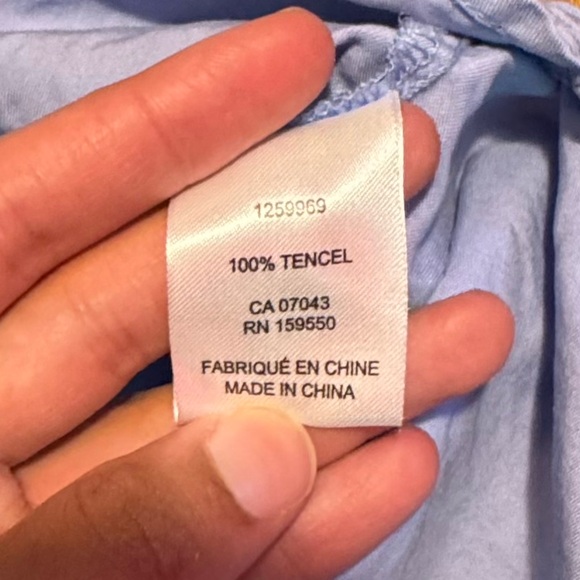 1259969
100% TENCEL
CA 07043
RN 159550
FABRIQUÉ EN CHINE
MADE IN CHINA